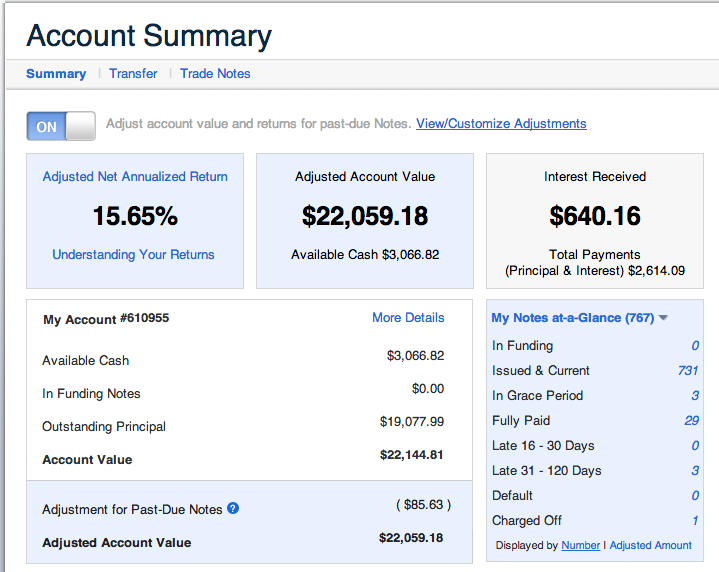 Account Summary
Summary | Transfer | Trade Notes
ON Adjust account value and returns for past-due Notes. View/Customize Adjustments
Adjusted Net Annualized Return
15.65%
Understanding Your Returns
Adjusted Account Value
$22,059.18
Available Cash $3,066.82
Interest Received
$640.16
Total Payments
(Principal & Interest) $2,614.09
My Account #610955 More Details
Available Cash $3,066.82
In Funding Notes $0.00
Outstanding Principal $19,077.99
Account Value $22,144.81
Adjustment for Past-Due Notes ? ( $85.63 )
Adjusted Account Value $22,059.18
My Notes at-a-Glance (767)
In Funding 0
Issued & Current 731
In Grace Period 3
Fully Paid 29
Late 16 - 30 Days 0
Late 31 - 120 Days 3
Default 0
Charged Off 1
Displayed by Number | Adjusted Amount